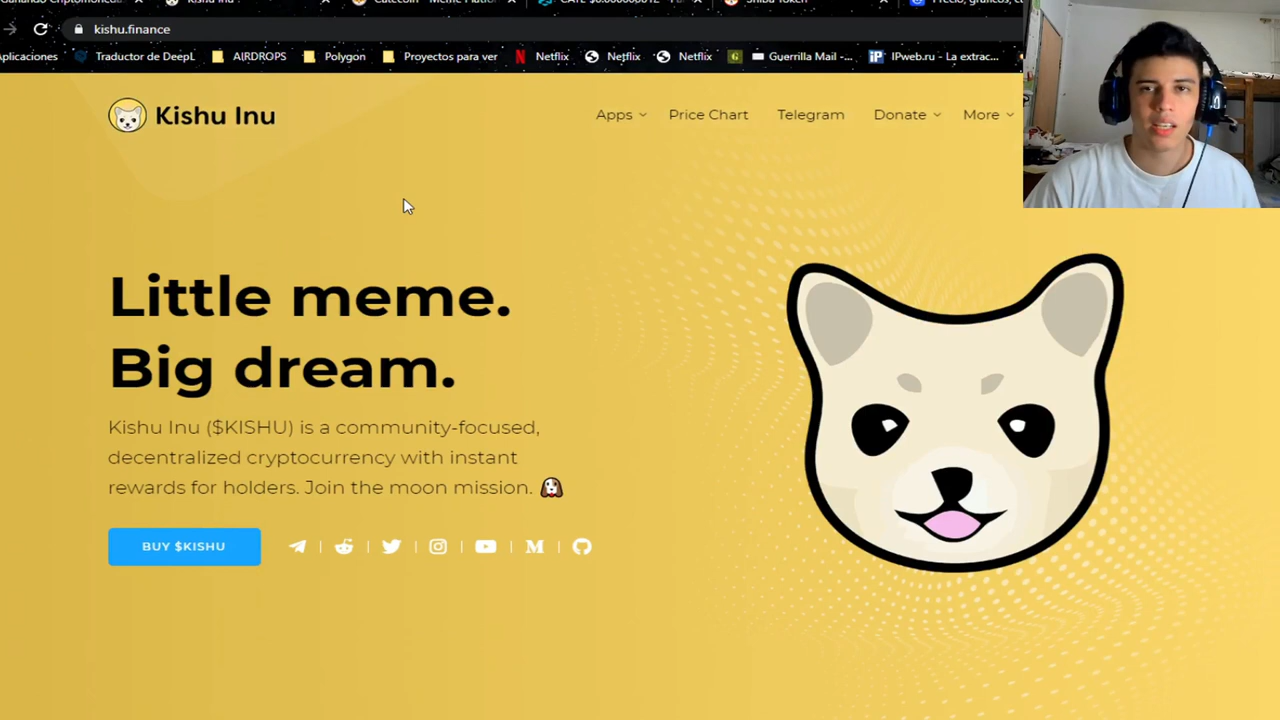 kishu.finance
Aplicaciones Traductor de DeepL AIRDROPS Polygon Proyectos para ver Netflix Netflix Netflix Guerrilla Mail -... IPweb.ru - La extrac...
Kishu Inu
Apps Price Chart Telegram Donate More
Little meme.
Big dream.
Kishu Inu ($KISHU) is a community-focused,
decentralized cryptocurrency with instant
rewards for holders. Join the moon mission.
BUY $KISHU